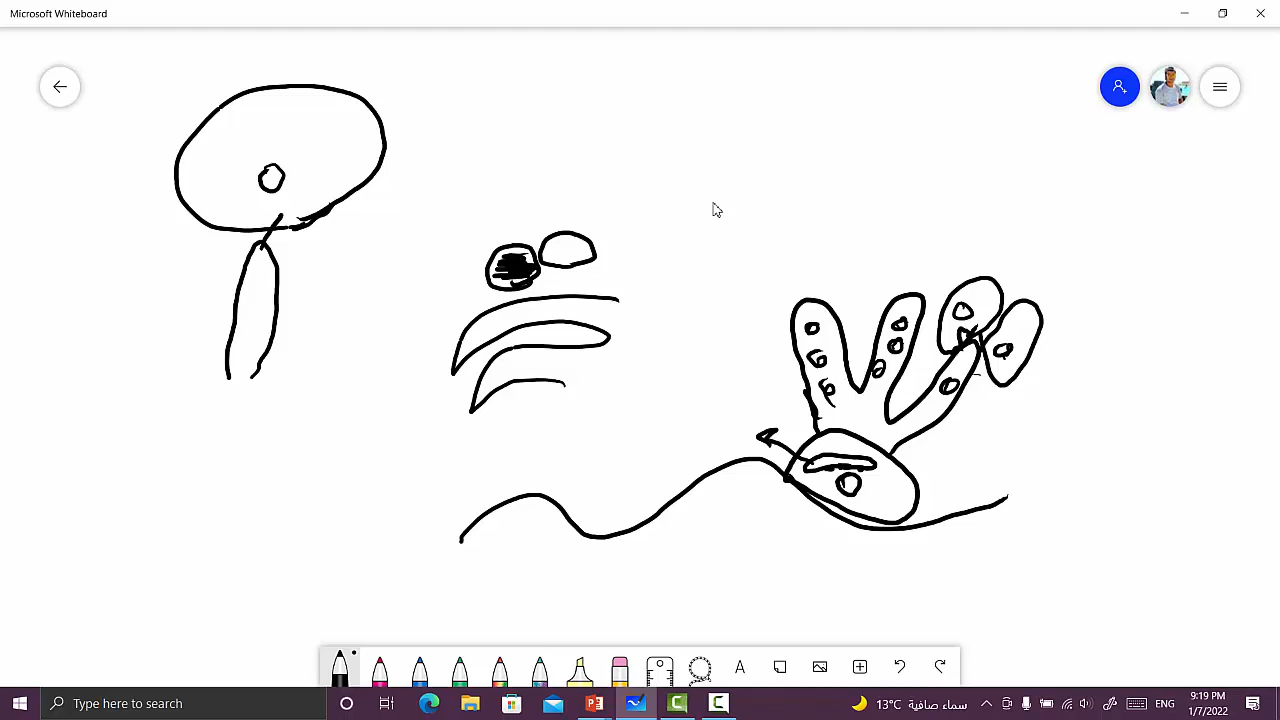 Microsoft Whiteboard
A
Type here to search
13°C سماء صافية
ENG
9:19 PM
1/7/2022